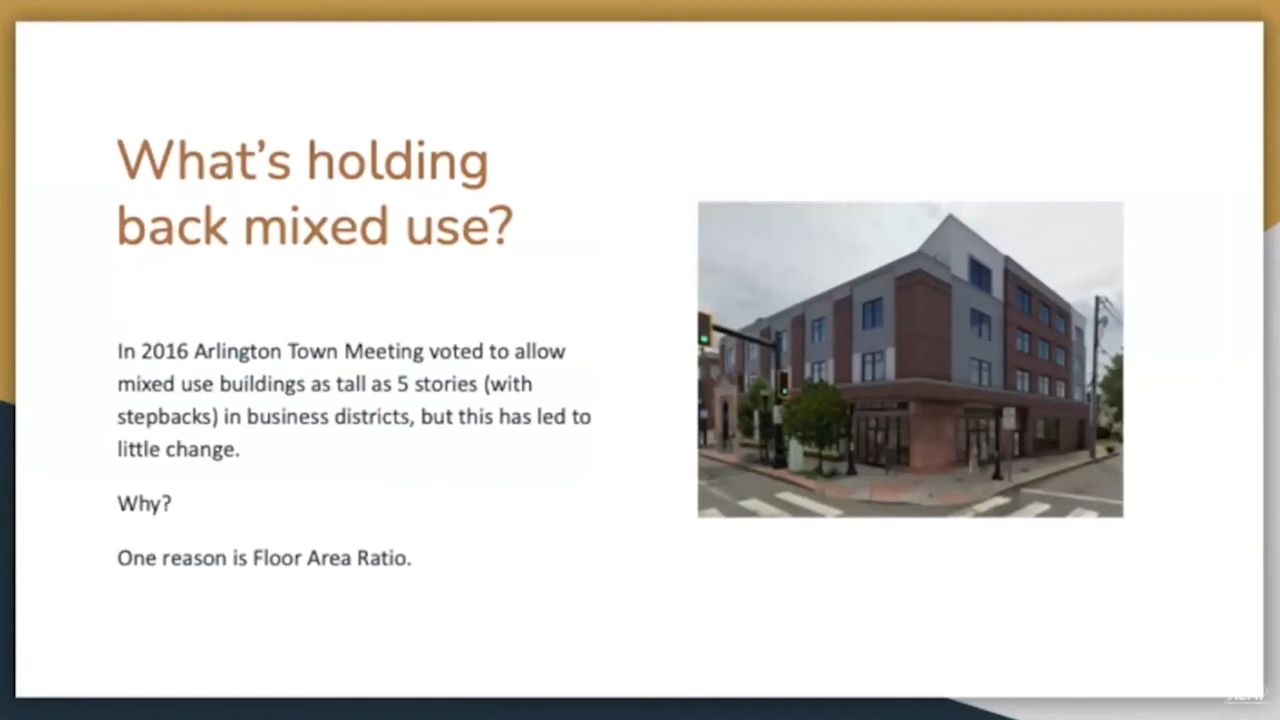 What's holding
back mixed use?
In 2016 Arlington Town Meeting voted to allow
mixed use buildings as tall as 5 stories (with
stepbacks) in business districts, but this has led to
little change.
Why?
One reason is Floor Area Ratio.